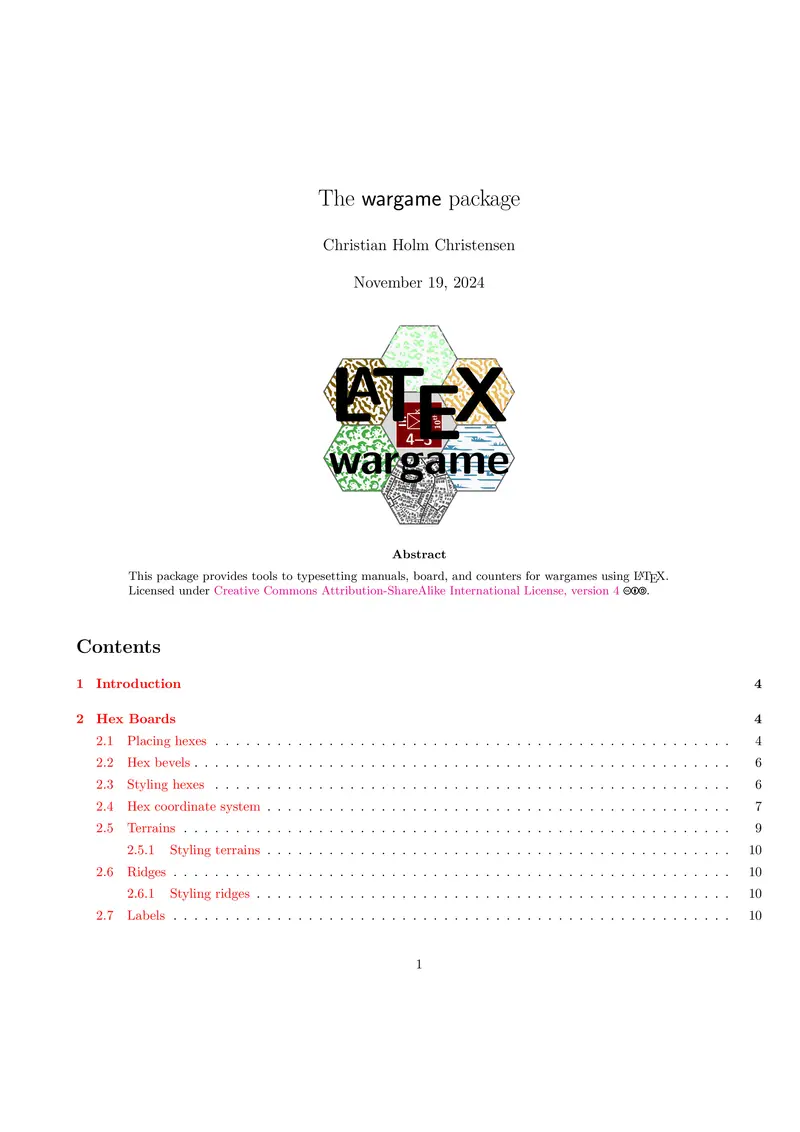 The wargame package
Christian Holm Christensen
November 19, 2024
LATEX
k
10th
4–5
wargame
Abstract
This package provides tools to typesetting manuals, board, and counters for wargames using LATEX.
Licensed under Creative Commons Attribution-ShareAlike International License, version 4 .
Contents
1 Introduction 4
2 Hex Boards 4
2.1 Placing hexes . . . . . . . . . . . . . . . . . . . . . . . . . . . . . . . . . . . . . . . . . . . . . . . . . . 4
2.2 Hex bevels . . . . . . . . . . . . . . . . . . . . . . . . . . . . . . . . . . . . . . . . . . . . . . . . . . . . 6
2.3 Styling hexes . . . . . . . . . . . . . . . . . . . . . . . . . . . . . . . . . . . . . . . . . . . . . . . . . . 6
2.4 Hex coordinate system . . . . . . . . . . . . . . . . . . . . . . . . . . . . . . . . . . . . . . . . . . . . . 7
2.5 Terrains . . . . . . . . . . . . . . . . . . . . . . . . . . . . . . . . . . . . . . . . . . . . . . . . . . . . . 9
2.5.1 Styling terrains . . . . . . . . . . . . . . . . . . . . . . . . . . . . . . . . . . . . . . . . . . . . . 10
2.6 Ridges . . . . . . . . . . . . . . . . . . . . . . . . . . . . . . . . . . . . . . . . . . . . . . . . . . . . . . 10
2.6.1 Styling ridges . . . . . . . . . . . . . . . . . . . . . . . . . . . . . . . . . . . . . . . . . . . . . . 10
2.7 Labels . . . . . . . . . . . . . . . . . . . . . . . . . . . . . . . . . . . . . . . . . . . . . . . . . . . . . . 10
1